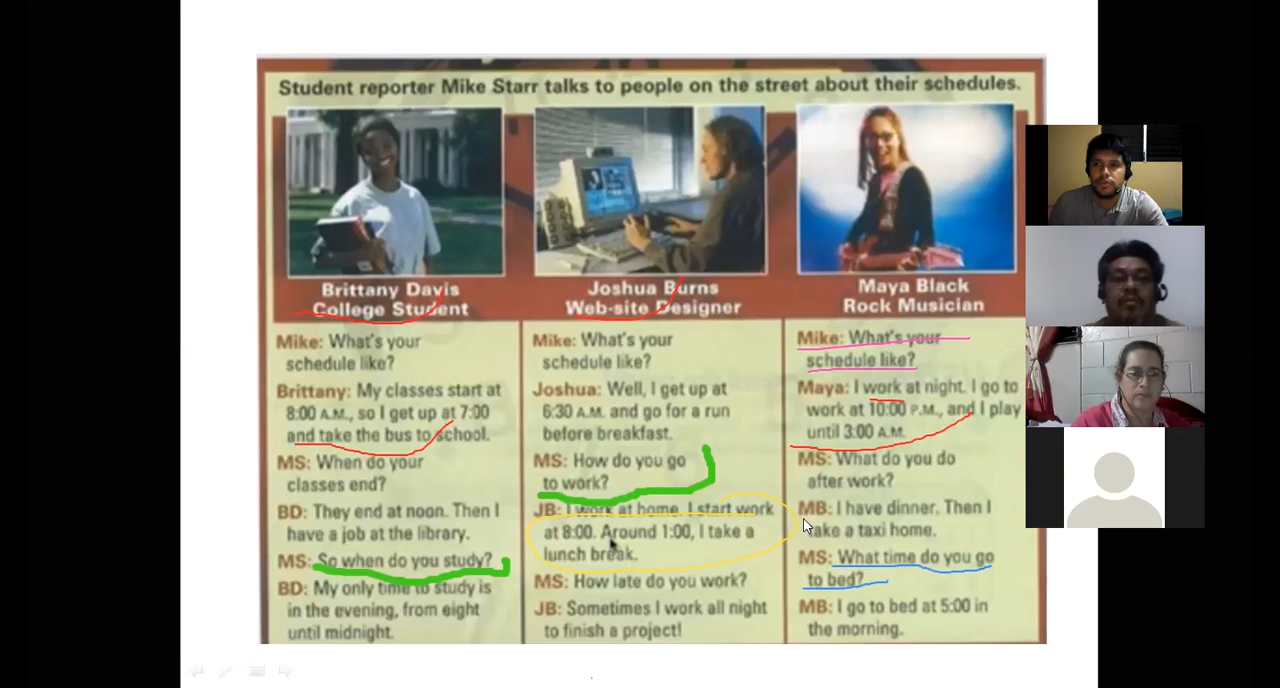 Student reporter Mike Starr talks to people on the street about their schedules.
Brittany Davis
College Student
Mike: What's your
schedule like?
Brittany: My classes start at
8:00 A.M., so I get up at 7:00
and take the bus to school.
MS: When do your
classes end?
BD: They end at noon. Then I
have a job at the library.
MS: So when do you study?
BD: My only time to study is
in the evening, from eight
until midnight.
Joshua Burns
Web-site Designer
Mike: What's your
schedule like?
Joshua: Well, I get up at
6:30 A.M. and go for a run
before breakfast.
MS: How do you go
to work?
JB: I work at home. I start work
at 8:00. Around 1:00, I take a
lunch break.
MS: How late do you work?
JB: Sometimes I work all night
to finish a project!
Maya Black
Rock Musician
Mike: What's your
schedule like?
Maya: I work at night. I go to
work at 10:00 P.M., and I play
until 3:00 A.M.
MS: What do you do
after work?
MB: I have dinner. Then I
take a taxi home.
MS: What time do you go
to bed?
MB: I go to bed at 5:00 in
the morning.